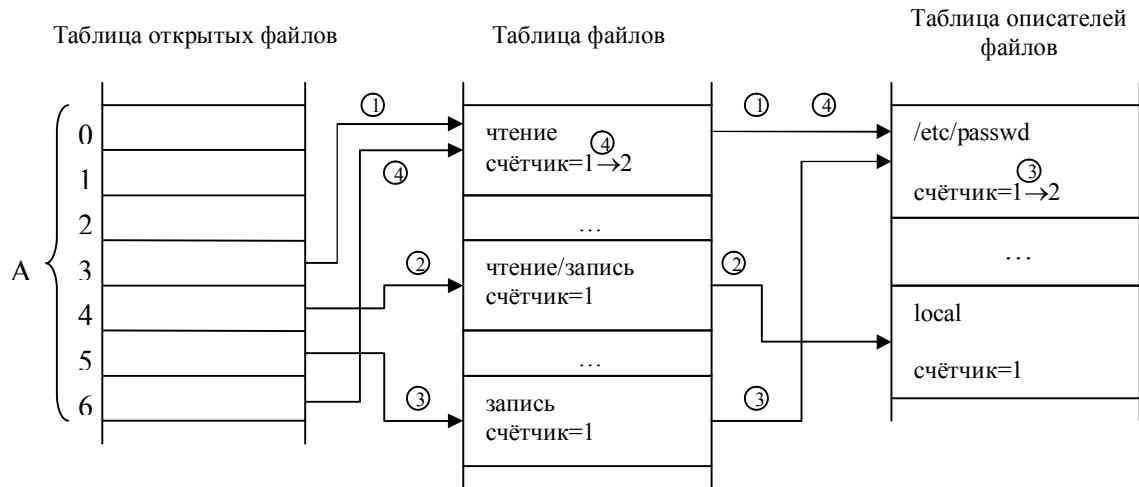 Таблица открытых файлов
Таблица файлов
Таблица описателей
файлов
А
0
1
2
3
4
5
6
1
4
2
3
чтение
4
счётчик=1→2
…
чтение/запись
счётчик=1
…
запись
счётчик=1
1 4
2
3
/etc/passwd
3
счётчик=1→2
…
local
счётчик=1